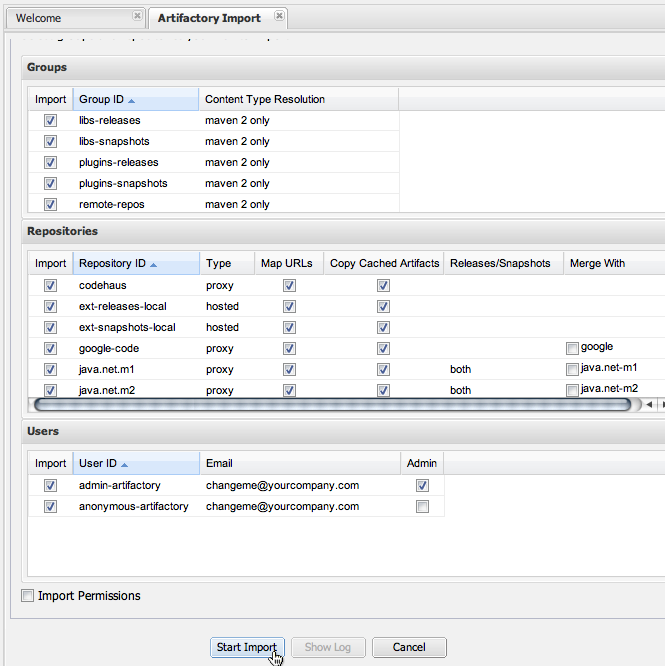 Welcome
Artifactory Import
Groups
Import Group ID Content Type Resolution
libs-releases maven 2 only
libs-snapshots maven 2 only
plugins-releases maven 2 only
plugins-snapshots maven 2 only
remote-repos maven 2 only
Repositories
Import Repository ID Type Map URLs Copy Cached Artifacts Releases/Snapshots Merge With
codehaus proxy
ext-releases-local hosted
ext-snapshots-local hosted
google-code proxy google
java.net.m1 proxy both java.net-m1
java.net.m2 proxy both java.net-m2
Users
Import User ID Email Admin
admin-artifactory changeme@yourcompany.com
anonymous-artifactory changeme@yourcompany.com
Import Permissions
Start Import Show Log Cancel